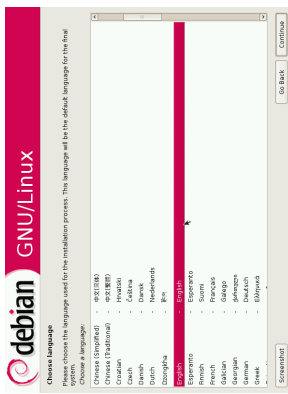 debian GNU/Linux
Choose language
Please choose the language used for the installation process. This language will be the default language for the final
system.
Choose a language:
Chinese (Simplified) - 中文(简体)
Chinese (Traditional) - 中文(繁體)
Croatian - Hrvatski
Czech - Čeština
Danish - Dansk
Dutch - Nederlands
Dzongkha -
English - English
Esperanto - Esperanto
Finnish - Suomi
French - Français
Galician - Galego
Georgian - ქართული
German - Deutsch
Greek - Ελληνικά
Screenshot
Go Back
Continue